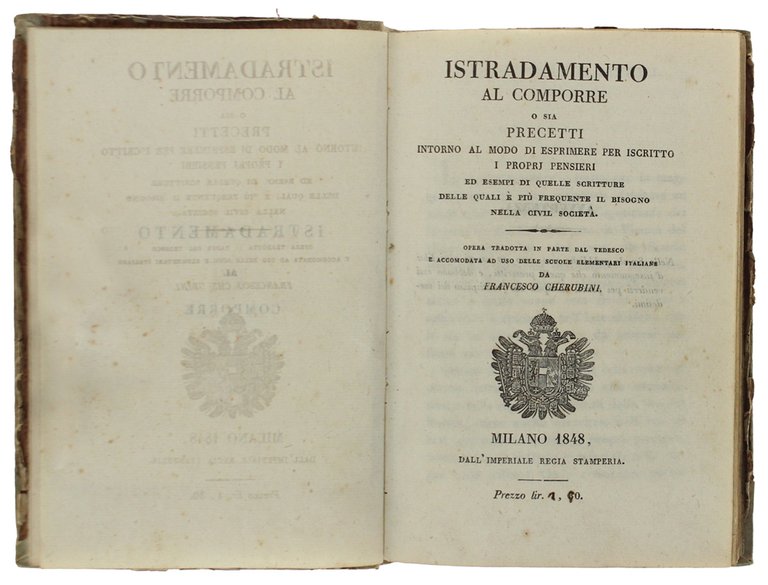 ISTRADAMENTO
AL COMPORRE
O SIA
PRECETTI
INTORNO AL MODO DI ESPRIMERE PER ISCRITTO
I PROPRJ PENSIERI
ED ESEMPI DI QUELLE SCRITTURE
DELLE QUALI È PIÙ FREQUENTE IL BISOGNO
NELLA CIVIL SOCIETÀ.
OPERA TRADOTTA IN PARTE DAL TEDESCO
E ACCOMODATA AD USO DELLE SCUOLE ELEMENTARI ITALIANE
DA
FRANCESCO CHERUBINI.
MILANO 1848,
DALL'IMPERIALE REGIA STAMPERIA.
Prezzo lir. 1,